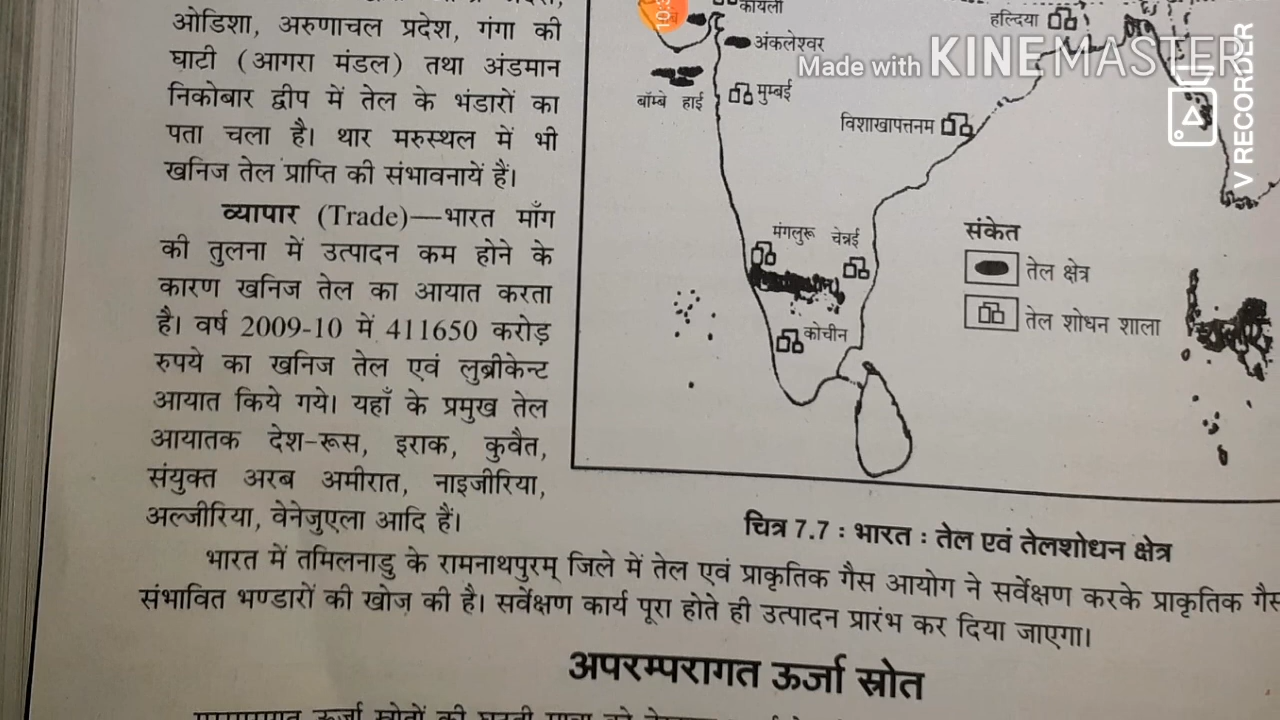 ओडिशा, अरुणाचल प्रदेश, गंगा की
घाटी (आगरा मंडल) तथा अंडमान
निकोबार द्वीप में तेल के भंडारों का
पता चला है। थार मरुस्थल में भी
खनिज तेल प्राप्ति की संभावनायें हैं।
व्यापार (Trade)—भारत माँग
की तुलना में उत्पादन कम होने के
कारण खनिज तेल का आयात करता
है। वर्ष 2009-10 में 411650 करोड़
रुपये का खनिज तेल एवं लुब्रीकेन्ट
आयात किये गये। यहाँ के प्रमुख तेल
आयातक देश-रूस, इराक, कुवैत,
संयुक्त अरब अमीरात, नाइजीरिया,
अल्जीरिया, वेनेजुएला आदि हैं।
कोयली
हल्दिया
अंकलेश्वर
Made with KINEMASTER
V RECORDER
बॉम्बे हाई
मुम्बई
विशाखापत्तनम
मंगलुरू
चेन्नई
कोचीन
संकेत
तेल क्षेत्र
तेल शोधन शाला
चित्र 7.7 : भारत : तेल एवं तेलशोधन क्षेत्र
भारत में तमिलनाडु के रामनाथपुरम् जिले में तेल एवं प्राकृतिक गैस आयोग ने सर्वेक्षण करके प्राकृतिक गैस
संभावित भण्डारों की खोज की है। सर्वेक्षण कार्य पूरा होते ही उत्पादन प्रारंभ कर दिया जाएगा।
अपरम्परागत ऊर्जा स्रोत